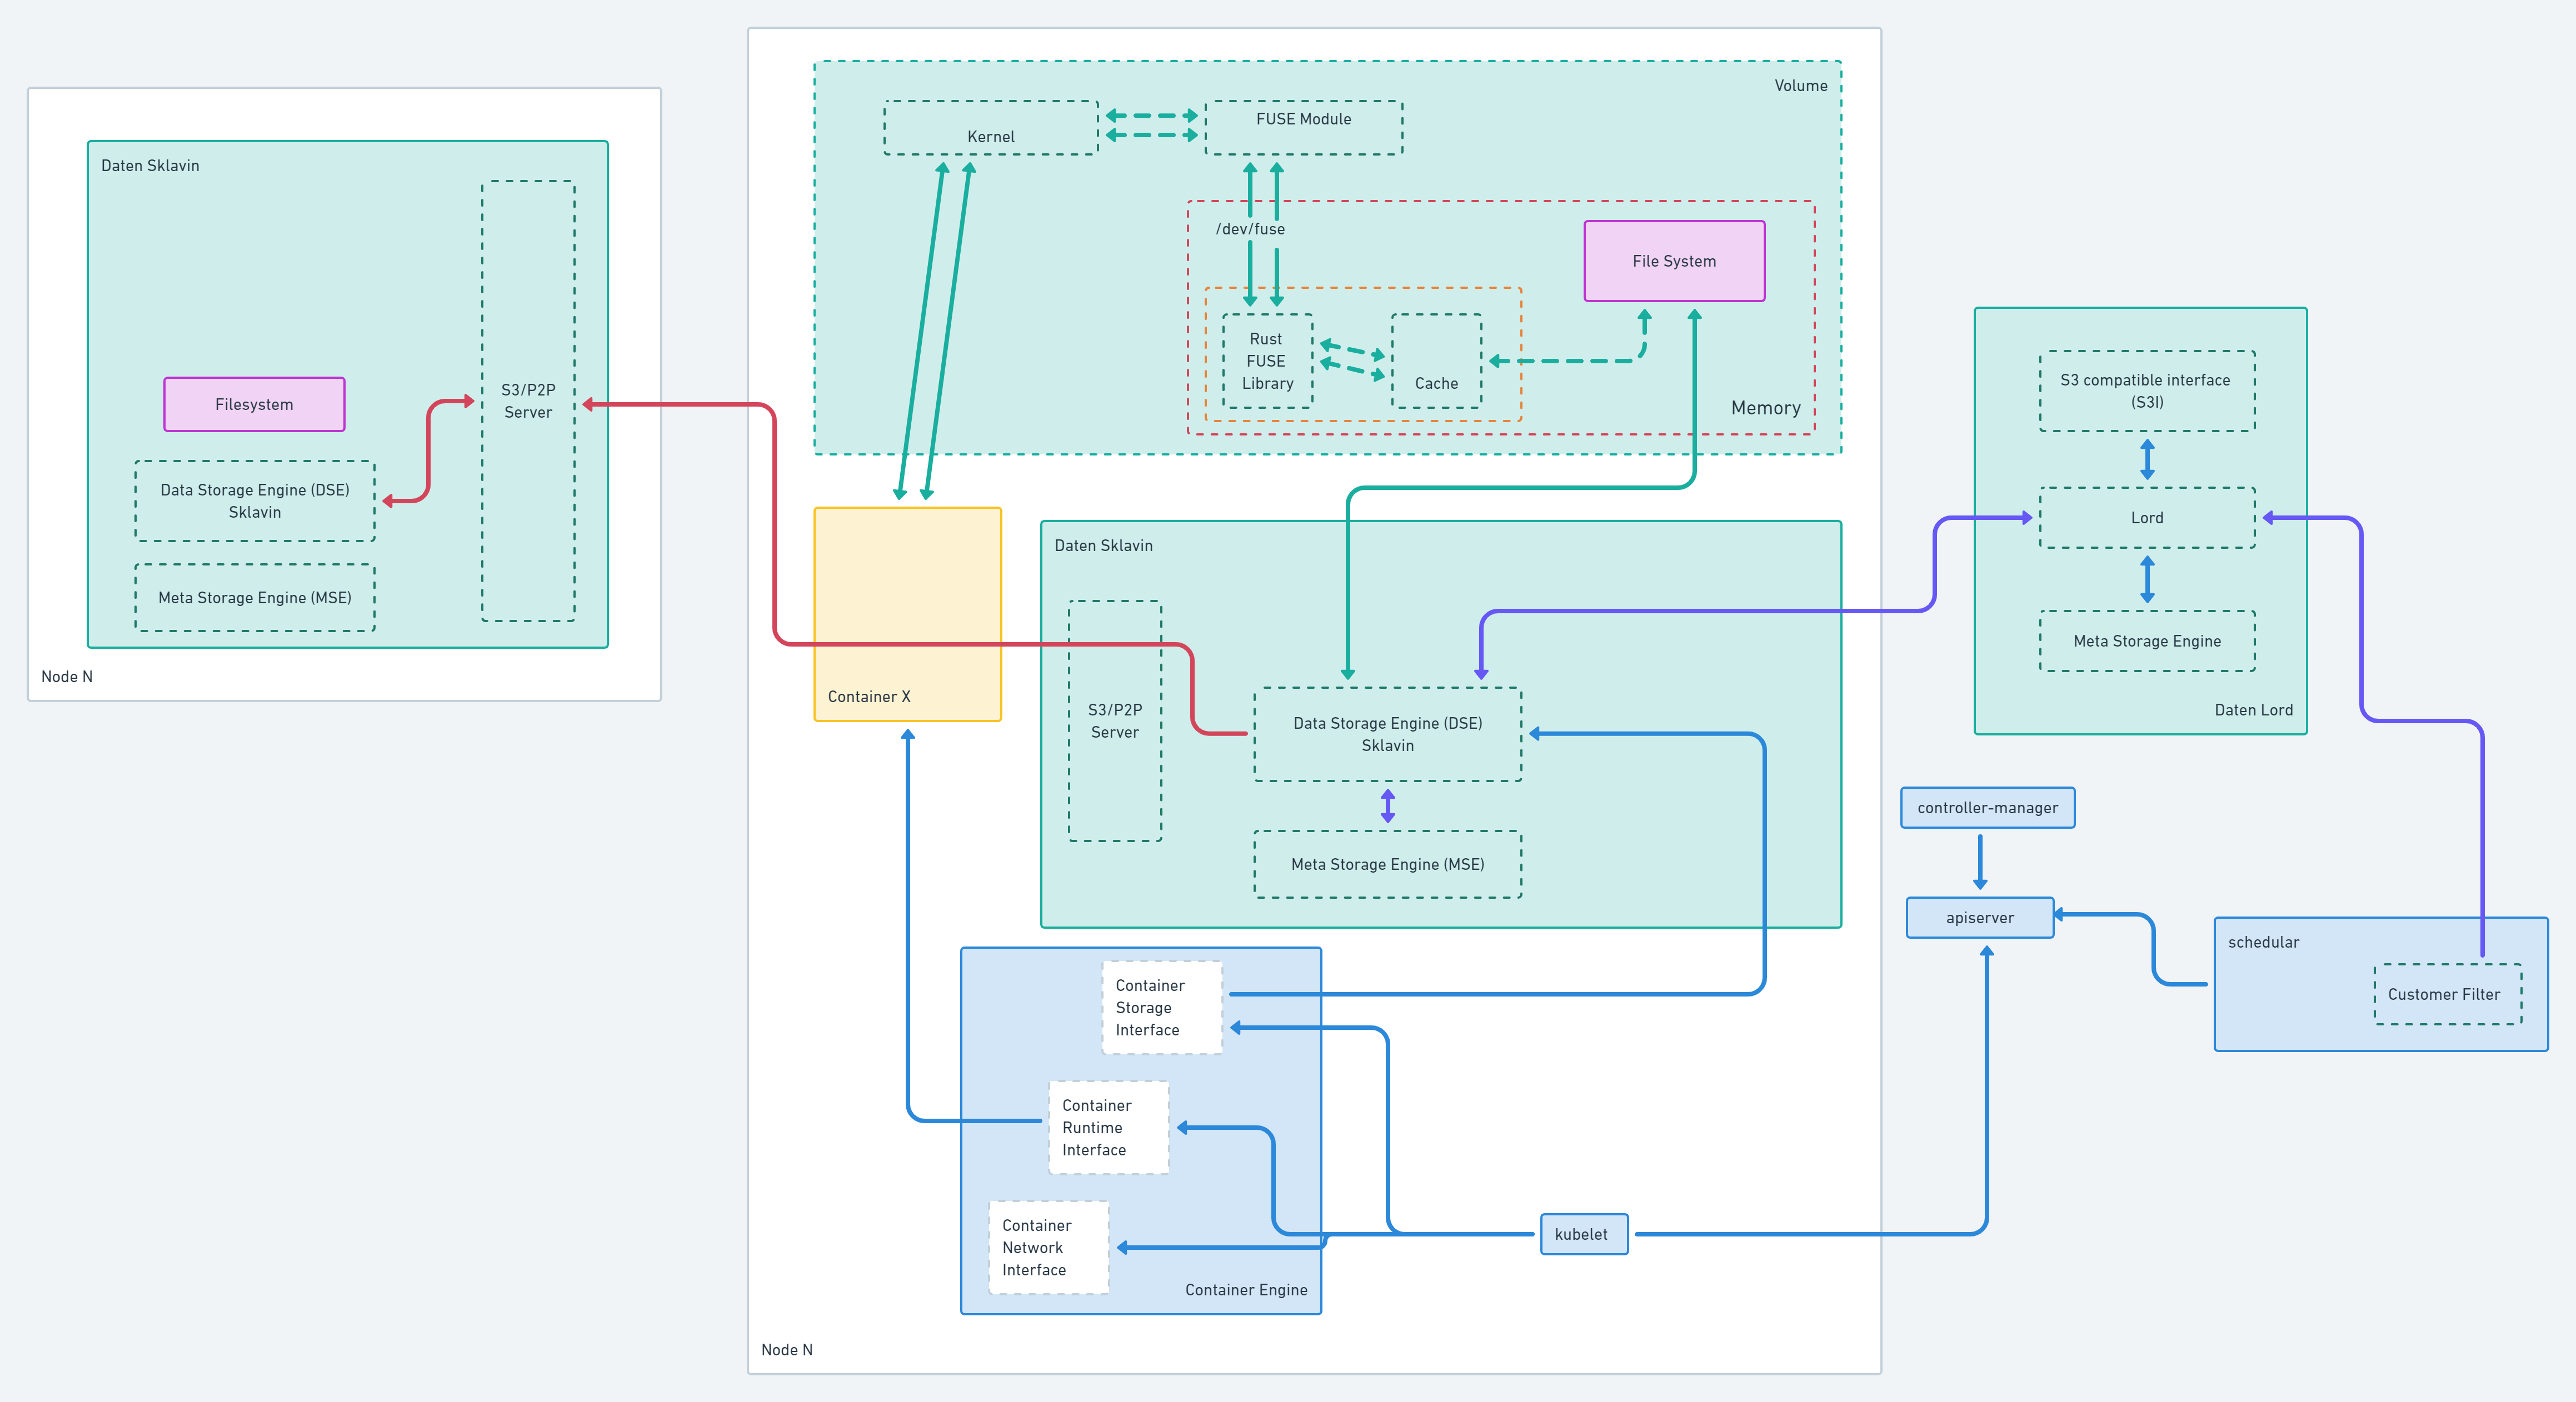 Daten Sklavin
S3/P2P
Server
Filesystem
Data Storage Engine (DSE)
Sklavin
Meta Storage Engine (MSE)
Node N
Volume
Kernel
FUSE Module
/dev/fuse
File System
Rust
FUSE
Library
Cache
Memory
Container X
Daten Sklavin
S3/P2P
Server
Data Storage Engine (DSE)
Sklavin
Meta Storage Engine (MSE)
Container
Storage
Interface
Container
Runtime
Interface
Container
Network
Interface
Container Engine
kubelet
Node N
S3 compatible interface
(S3I)
Lord
Meta Storage Engine
Daten Lord
controller-manager
apiserver
schedular
Customer Filter